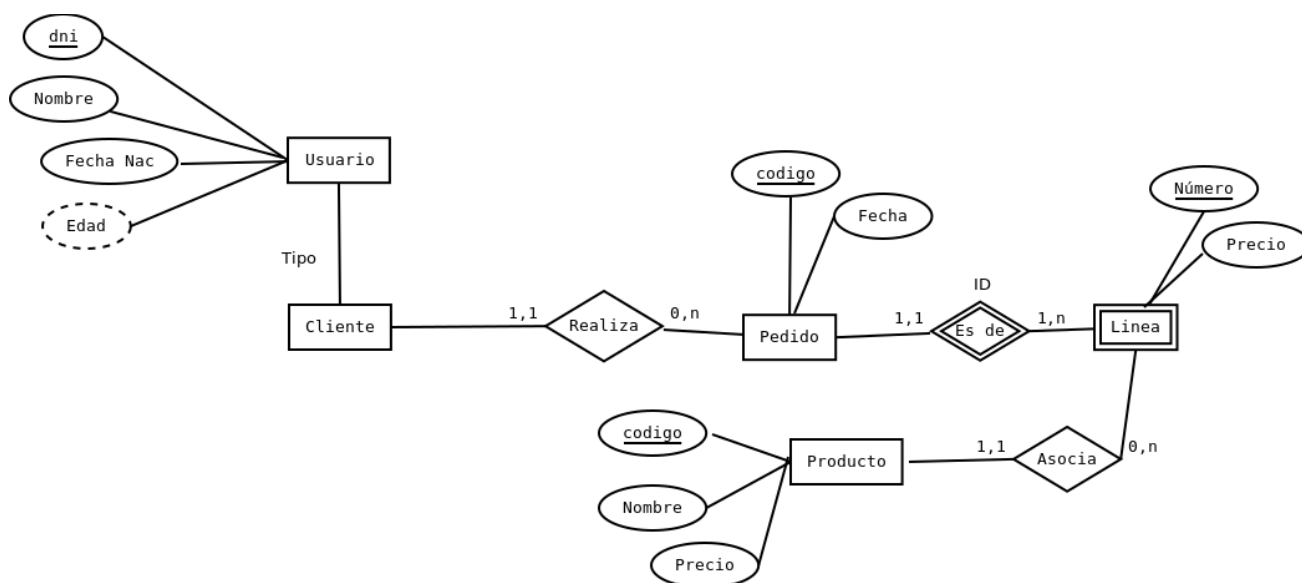 dni
Nombre
Fecha Nac
Edad
Usuario
Tipo
Cliente
1,1
Realiza
0,n
codigo
Fecha
Pedido
1,1
ID
Es de
1,n
Número
Precio
Linea
codigo
Nombre
Precio
Producto
1,1
Asocia
0,n